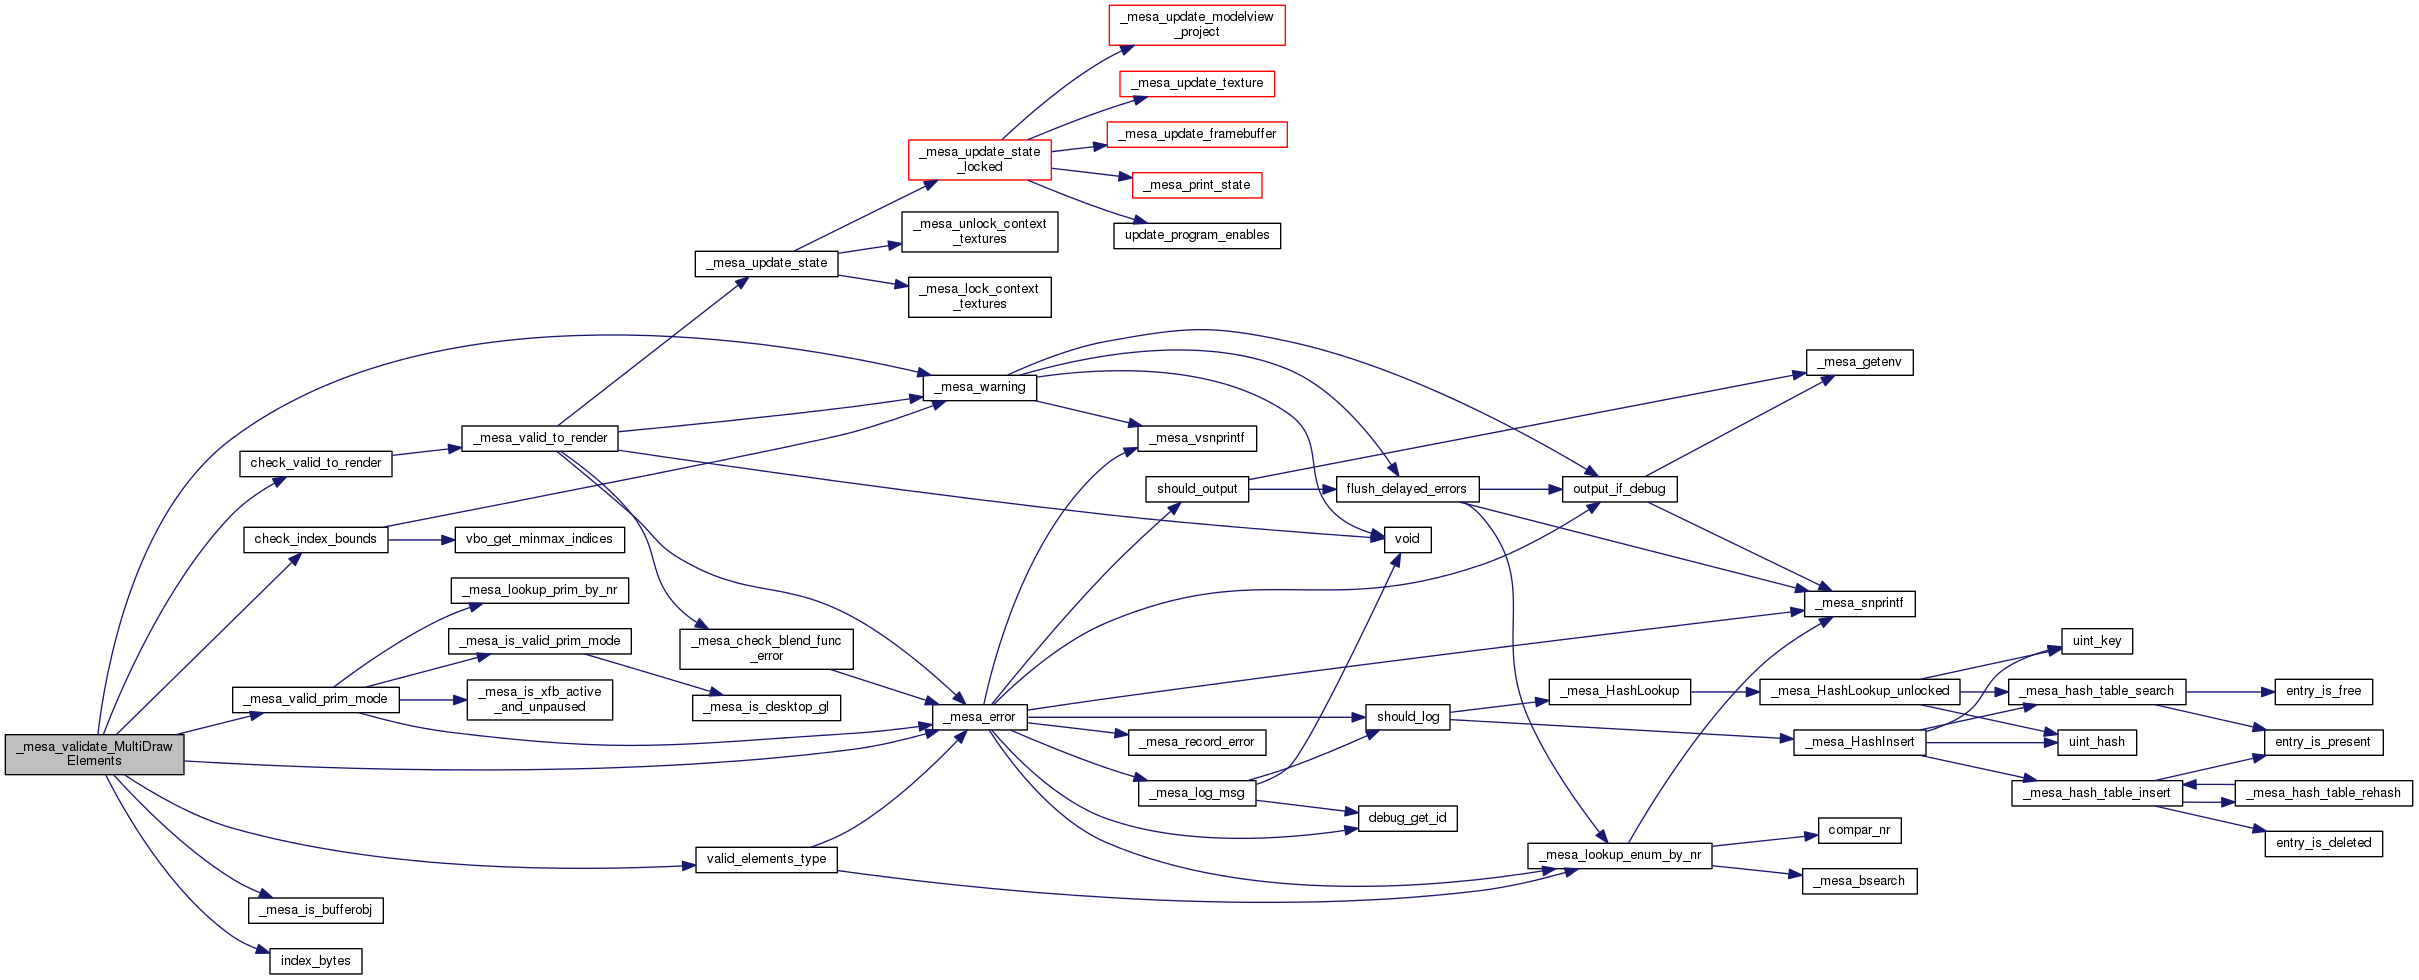 _mesa_update_modelview
_project
_mesa_update_texture
_mesa_update_framebuffer
_mesa_update_state
_locked
_mesa_print_state
update_program_enables
_mesa_unlock_context
_textures
_mesa_update_state
_mesa_lock_context
_textures
_mesa_getenv
_mesa_warning
_mesa_valid_to_render
_mesa_vsnprintf
check_valid_to_render
should_output
flush_delayed_errors
output_if_debug
check_index_bounds
vbo_get_minmax_indices
void
_mesa_lookup_prim_by_nr
_mesa_snprintf
_mesa_is_valid_prim_mode
_mesa_check_blend_func
_error
uint_key
_mesa_valid_prim_mode
_mesa_is_xfb_active
_and_unpaused
_mesa_is_desktop_gl
_mesa_HashLookup
_mesa_HashLookup_unlocked
_mesa_hash_table_search
entry_is_free
_mesa_error
should_log
_mesa_record_error
_mesa_HashInsert
uint_hash
entry_is_present
_mesa_validate_MultiDraw
Elements
_mesa_log_msg
_mesa_hash_table_insert
_mesa_hash_table_rehash
debug_get_id
compar_nr
entry_is_deleted
valid_elements_type
_mesa_lookup_enum_by_nr
_mesa_bsearch
_mesa_is_bufferobj
index_bytes